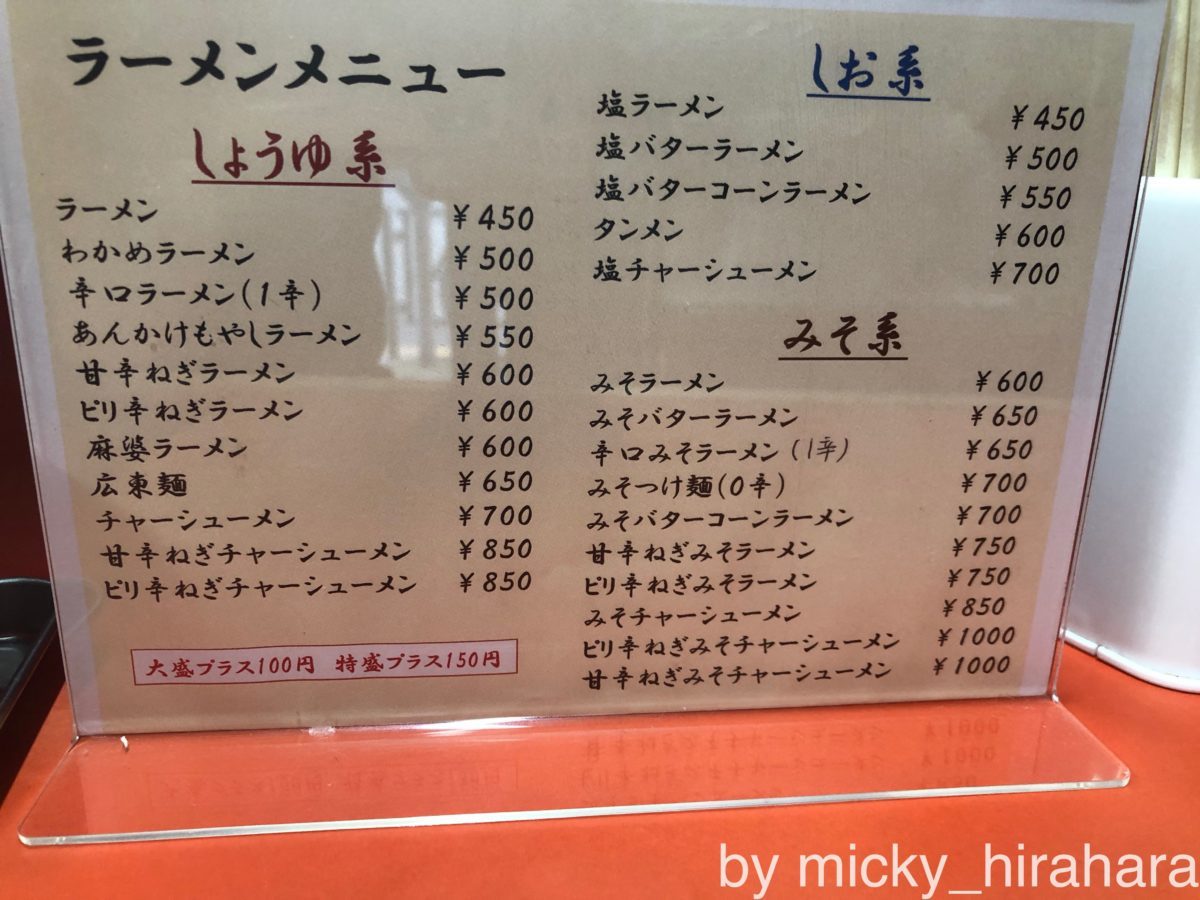 ラーメンメニュー
しょうゆ系
ラーメン ¥450
わかめラーメン ¥500
辛口ラーメン(1辛) ¥500
あんかけもやしラーメン ¥550
甘辛ねぎラーメン ¥600
ピリ辛ねぎラーメン ¥600
麻婆ラーメン ¥600
広東麺 ¥650
チャーシューメン ¥700
甘辛ねぎチャーシューメン ¥850
ピリ辛ねぎチャーシューメン ¥850
大盛プラス100円 特盛プラス150円
しお系
塩ラーメン ¥450
塩バターラーメン ¥500
塩バターコーンラーメン ¥550
タンメン ¥600
塩チャーシューメン ¥700
みそ系
みそラーメン ¥600
みそバターラーメン ¥650
辛口みそラーメン(1辛) ¥650
みそつけ麺(0辛) ¥700
みそバターコーンラーメン ¥700
甘辛ねぎみそラーメン ¥750
ピリ辛ねぎみそラーメン ¥750
みそチャーシューメン ¥850
ピリ辛ねぎみそチャーシューメン ¥1000
甘辛ねぎみそチャーシューメン ¥1000
by micky_hirahara